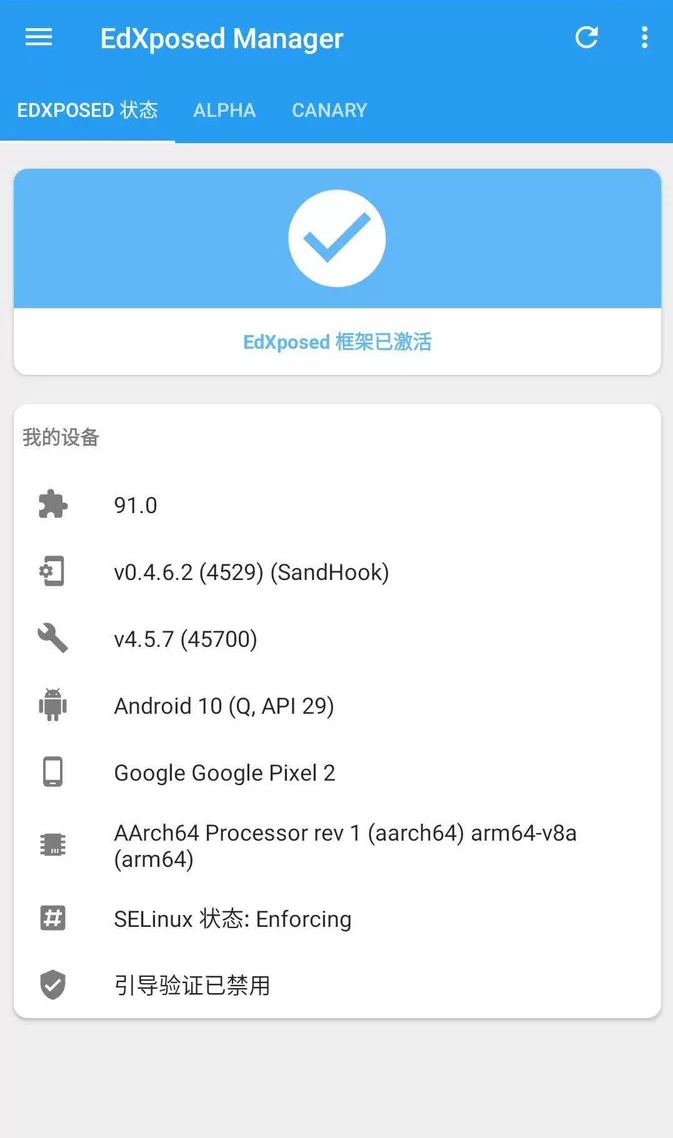 EdXposed Manager
EDXPOSED 状态
ALPHA
CANARY
EdXposed 框架已激活
我的设备
91.0
v0.4.6.2 (4529) (SandHook)
v4.5.7 (45700)
Android 10 (Q, API 29)
Google Google Pixel 2
AArch64 Processor rev 1 (aarch64) arm64-v8a
(arm64)
SELinux 状态: Enforcing
引导验证已禁用